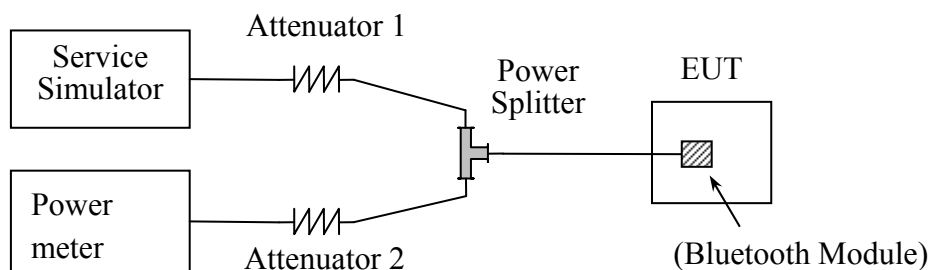 Attenuator 1
Service
Simulator
Power
Splitter
EUT
Power
meter
Attenuator 2
(Bluetooth Module)